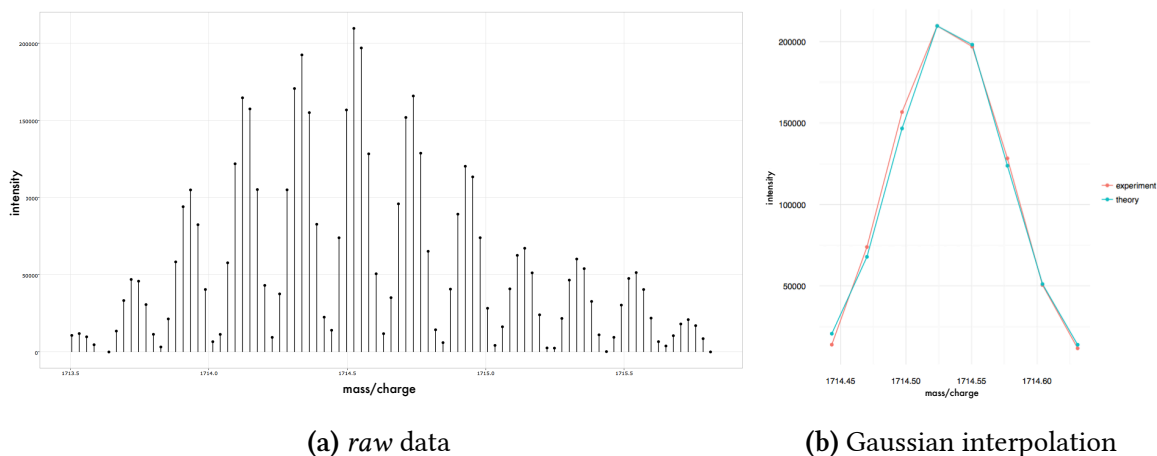 200000
150000
3000'
50000
0
intensity
1713.5
1714.0
1714.5
1715.0
1715.5
mass/charge
(a) raw data
200000
150000
100000
50000
intensity
1714.45
1714.50
1714.55
1714.60
mass/charge
experiment
theory
(b) Gaussian interpolation